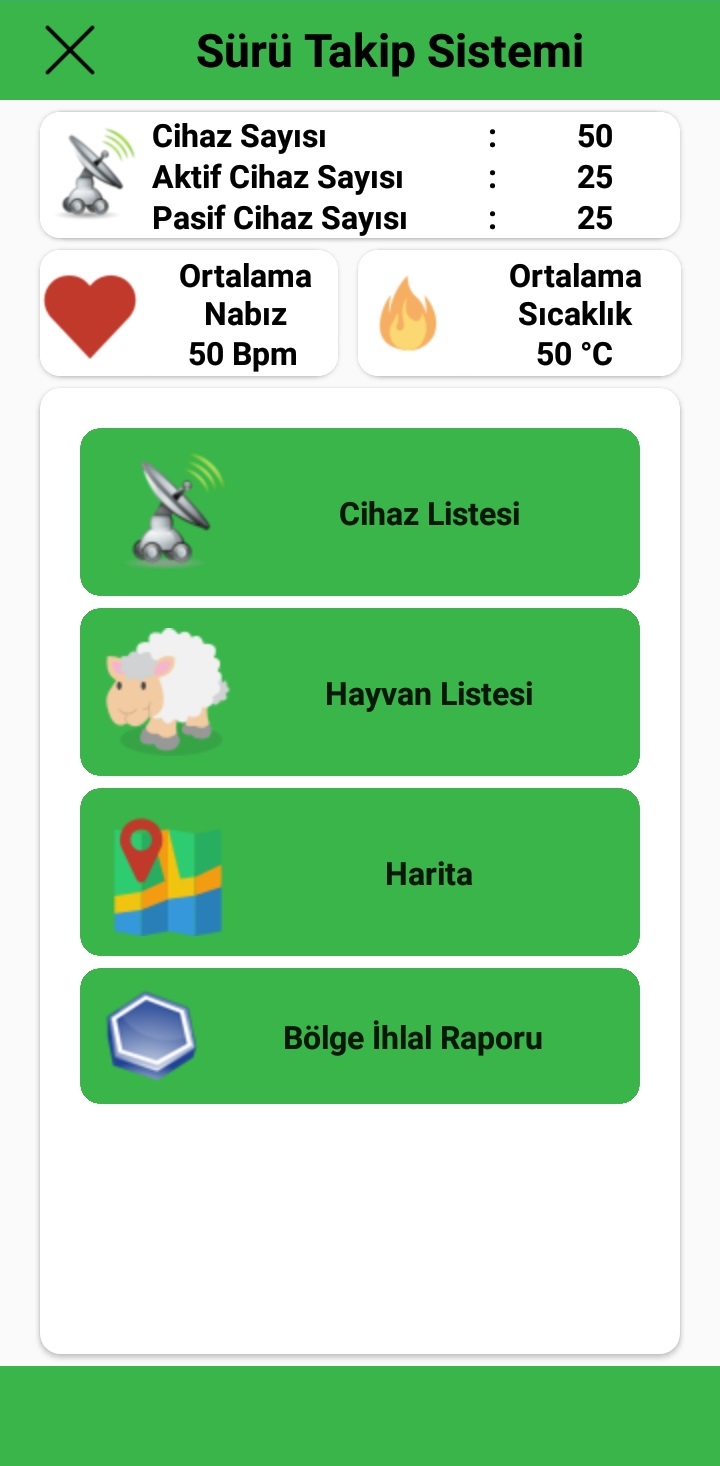 Sürü Takip Sistemi
Cihaz Sayısı : 50
Aktif Cihaz Sayısı : 25
Pasif Cihaz Sayısı : 25
Ortalama
Nabız
50 Bpm
Ortalama
Sıcaklık
50 °C
Cihaz Listesi
Hayvan Listesi
Harita
Bölge İhlal Raporu